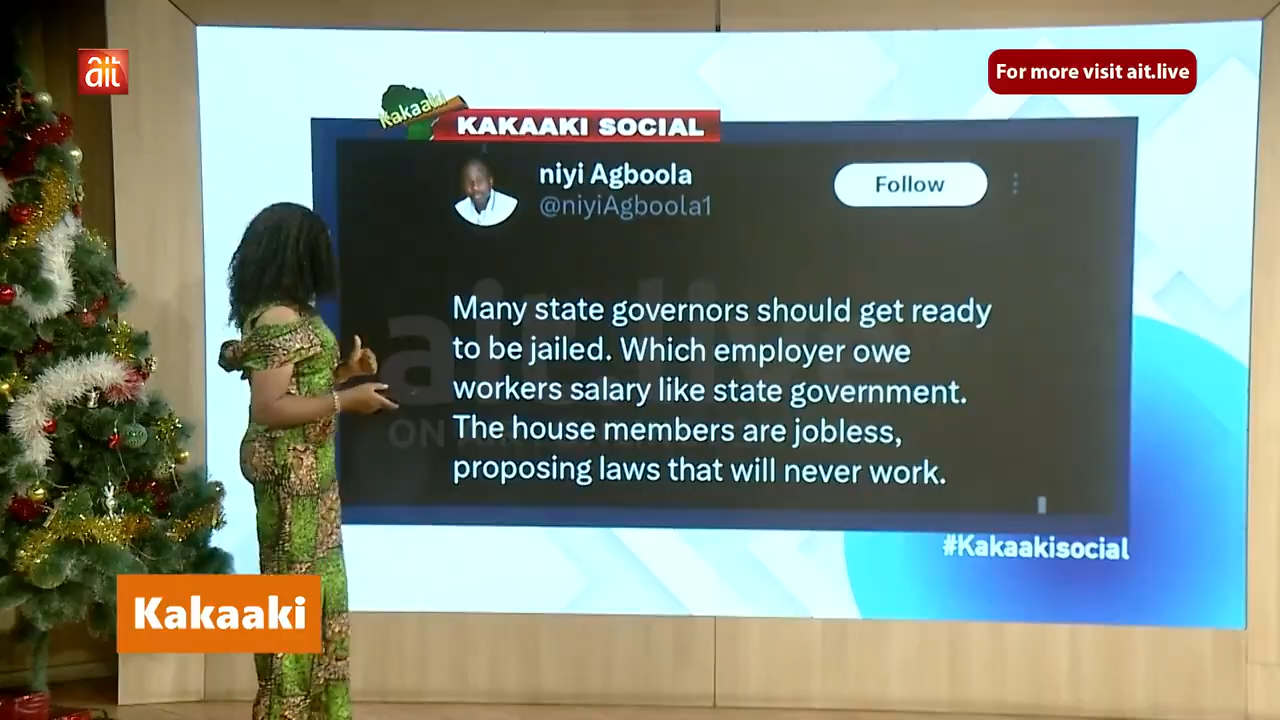 ait
For more visit ait.live
Kakaaki
KAKAAKI SOCIAL
niyi Agboola
Follow
@niyiAgboola1
Many state governors should get ready
to be jailed. Which employer owe
workers salary like state government.
The house members are jobless,
proposing laws that will never work.
#Kakaakisocial
Kakaaki